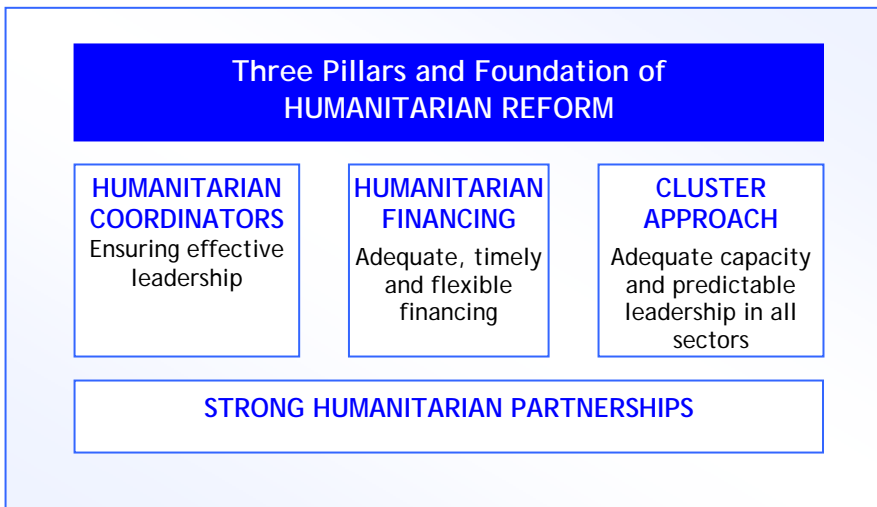 Three Pillars and Foundation of
HUMANITARIAN REFORM
HUMANITARIAN
COORDINATORS
Ensuring effective
leadership
HUMANITARIAN
FINANCING
Adequate, timely
and flexible
financing
CLUSTER
APPROACH
Adequate capacity
and predictable
leadership in all
sectors
STRONG HUMANITARIAN PARTNERSHIPS